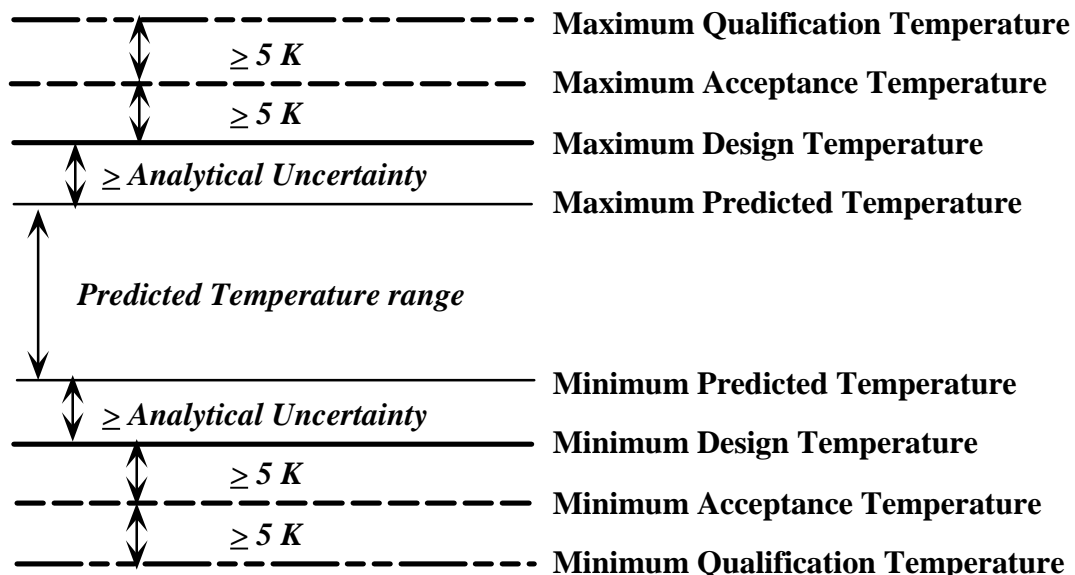 Maximum Qualification Temperature
≥ 5 K
Maximum Acceptance Temperature
≥ 5 K
Maximum Design Temperature
≥ Analytical Uncertainty
Maximum Predicted Temperature
Predicted Temperature range
Minimum Predicted Temperature
≥ Analytical Uncertainty
Minimum Design Temperature
≥ 5 K
Minimum Acceptance Temperature
≥ 5 K
Minimum Qualification Temperature